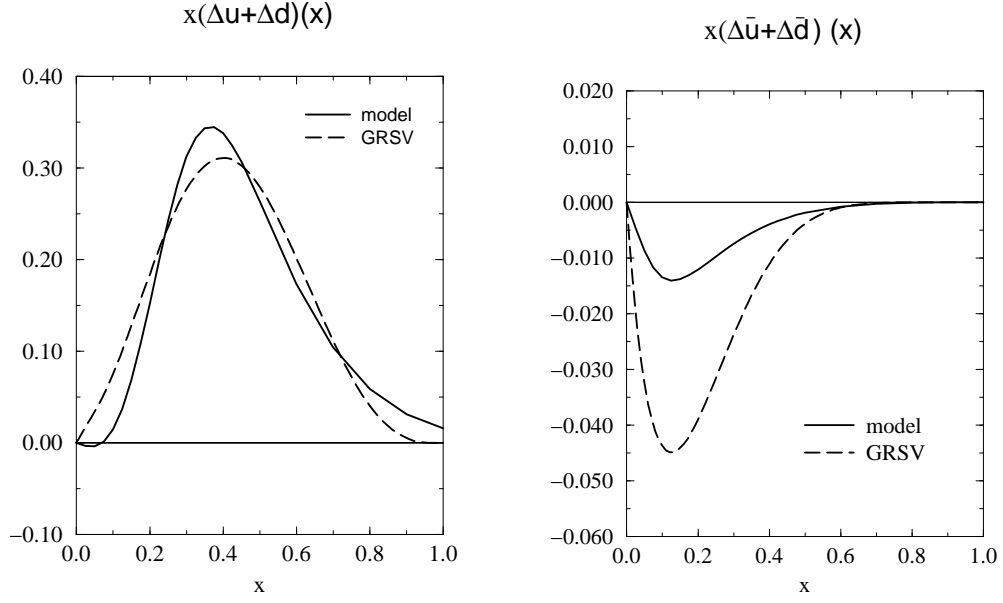 x(Δu+Δd)(x)
0.40
0.30
0.20
0.10
0.00
−0.10
model
GRSV
0.0 0.2 0.4 0.6 0.8 1.0
x
x(Δū+Δd̄) (x)
0.020
0.010
0.000
−0.010
−0.020
−0.030
−0.040
−0.050
−0.060
model
GRSV
0.0 0.2 0.4 0.6 0.8 1.0
x